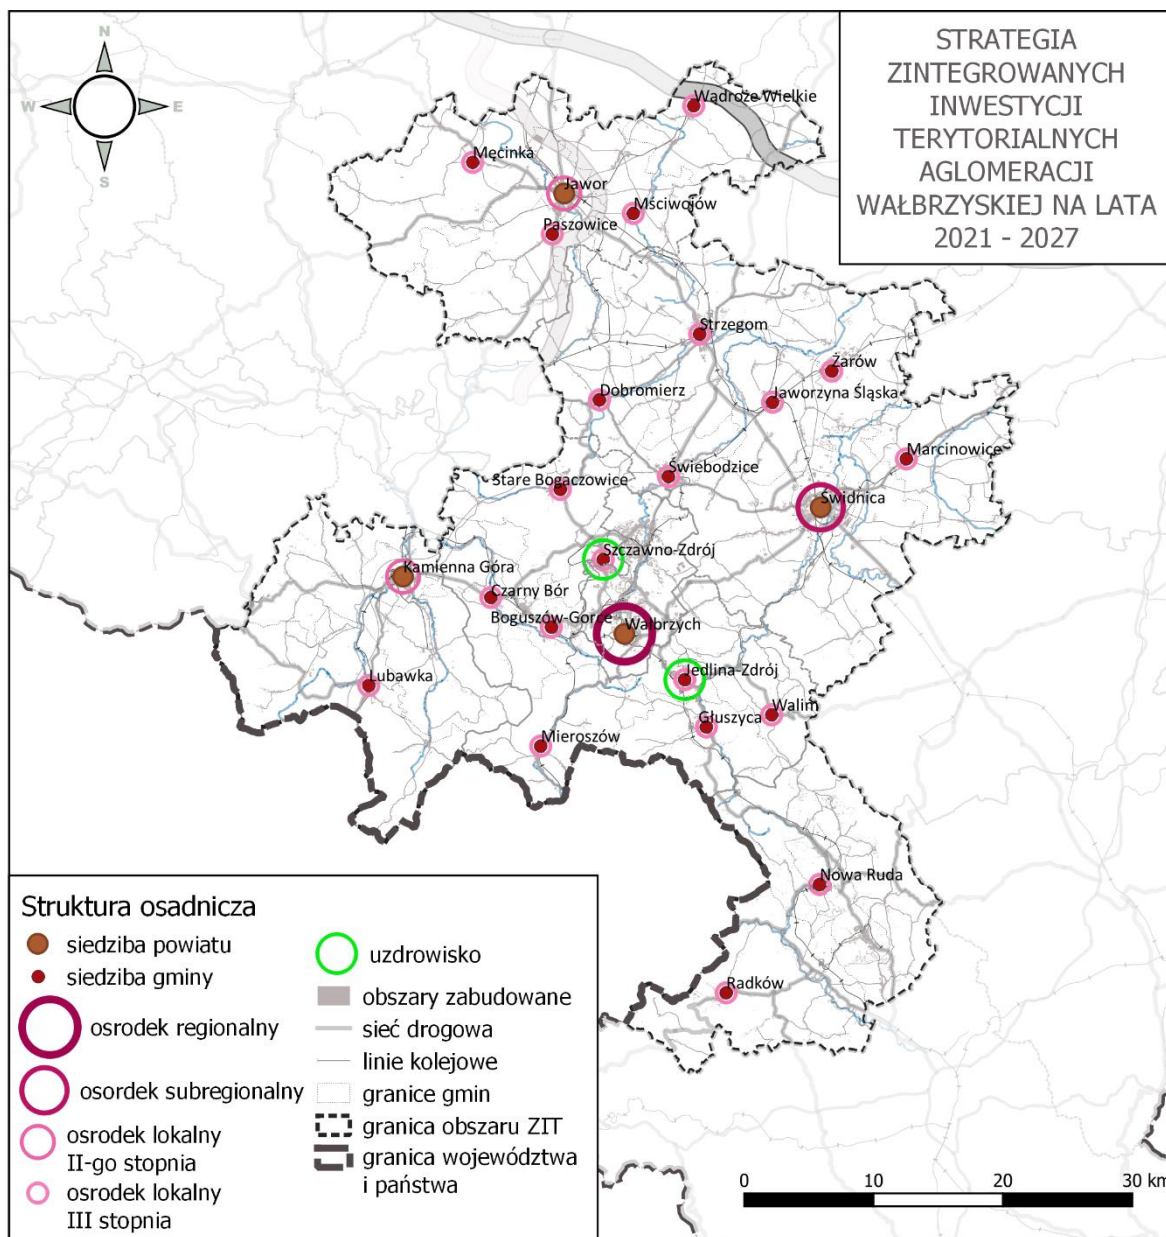 STRATEGIA
ZINTEGROWANYCH
INWESTYCJI
TERYTORIALNYCH
AGLOMERACJI
WAŁBRZYSKIEJ NA LATA
2021 - 2027
N
W
E
S
Wądroże Wielkie
Męcinka
Jawor
Mściwojów
Paszowice
Strzegom
Żarów
Dobromierz
Jaworzyna Śląska
Marcinowice
Świebodzice
Stare Bogaczowice
Świdnica
Szczawno-Zdrój
Kamienna Góra
Czarny Bór
Boguszów-Gorce
Wałbrzych
Lubawka
Jedlina-Zdrój
Walim
Głuszyca
Mieroszów
Nowa Ruda
Radków
Struktura osadnicza
siedziba powiatu
siedziba gminy
osrodek regionalny
osordek subregionalny
osrodek lokalny
II-go stopnia
osrodek lokalny
III stopnia
uzdrowisko
obszary zabudowane
sieć drogowa
linie kolejowe
granice gmin
granica obszaru ZIT
granica województwa
i państwa
0 10 20 30 km